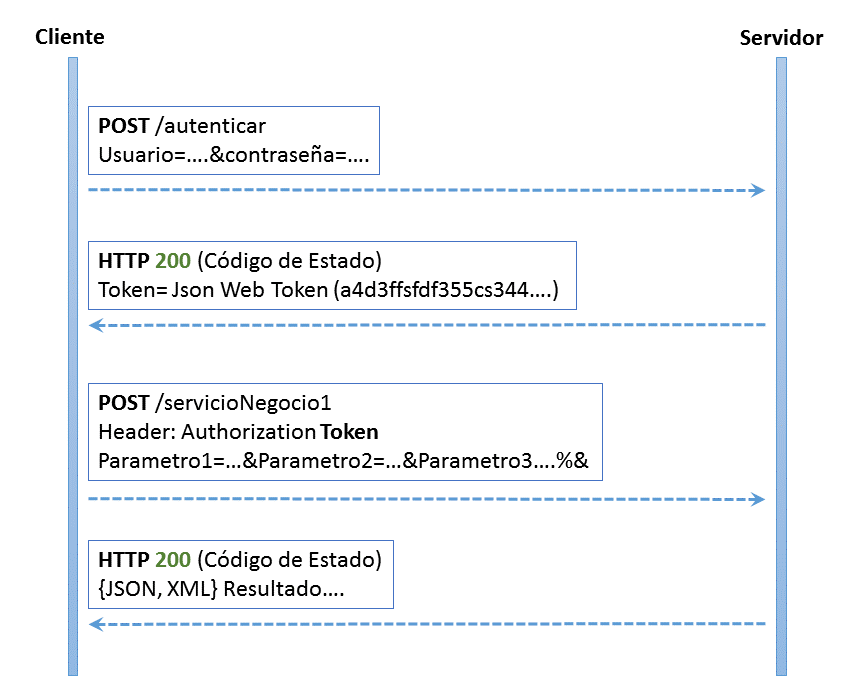 Cliente
Servidor
POST /autenticar
Usuario=....&contraseña=....
HTTP 200 (Código de Estado)
Token= Json Web Token (a4d3ffsfdf355cs344....)
POST /servicioNegocio1
Header: Authorization Token
Parametro1=...&Parametro2=...&Parametro3....%&
HTTP 200 (Código de Estado)
{JSON, XML} Resultado....